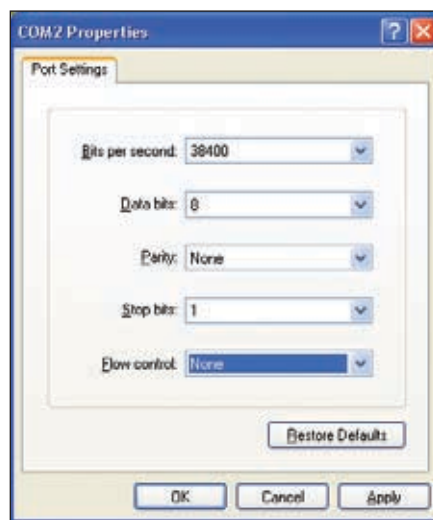 COM2 Properties
Port Settings
Bits per second: 38400
Data bits: 8
Parity: None
Stop bits: 1
Flow control: None
Restore Defaults
OK Cancel Apply